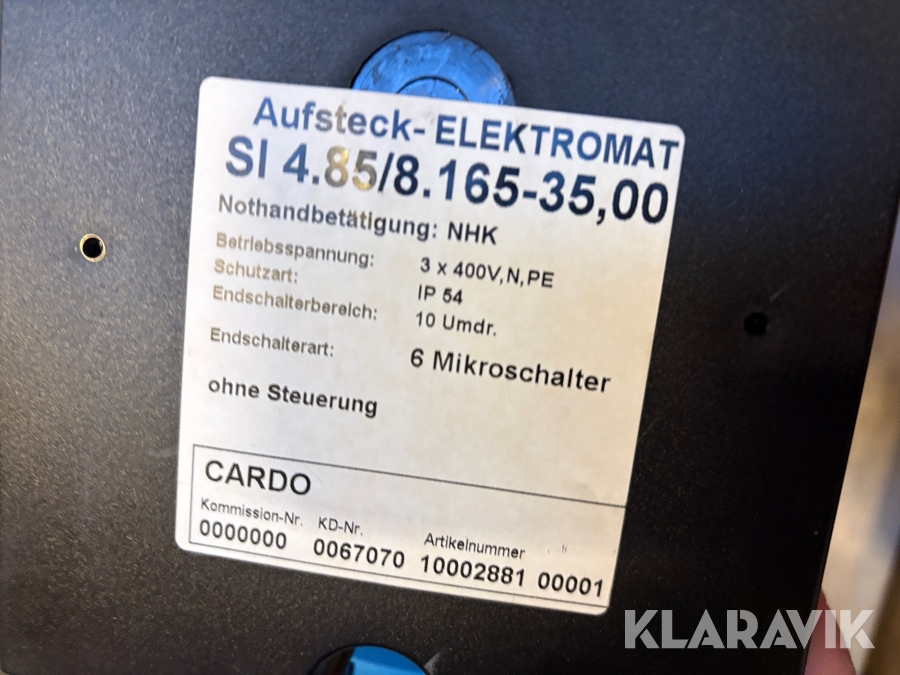 Aufsteck- ELEKTROMAT
SI 4.85/8.165-35,00
Nothandbetätigung: NHK
Betriebsspannung: 3 x 400V,N,PE
Schutzart: IP 54
Endschalterbereich: 10 Umdr.
Endschalterart: 6 Mikroschalter
ohne Steuerung
CARDO
Kommission-Nr. KD-Nr. Artikelnummer
0000000 0067070 10002881 00001
KLARAVIK